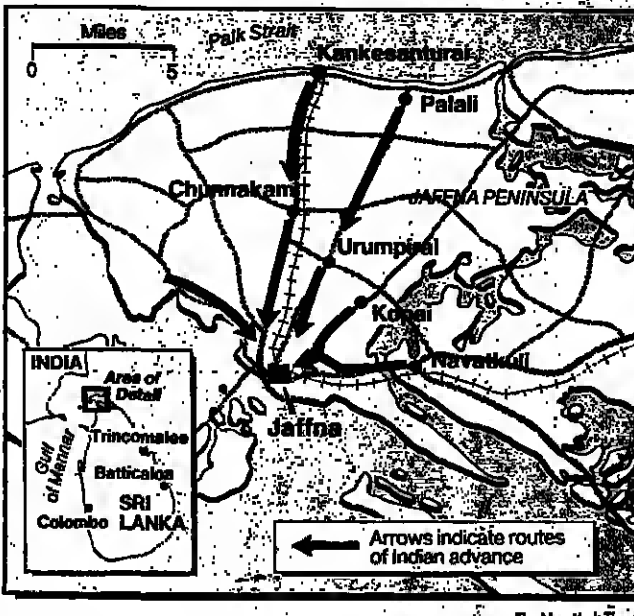 Miles
0 5
Palk Strait
Kankesanturai
Palali
Chunnakam
JAFFNA PENINSULA
Urumpirai
Kopai
Navatkuli
Jaffna
INDIA
Area of
Detail
Gulf
of Mannar
Trincomalee
Batticaloa
SRI
LANKA
Colombo
Arrows indicate routes
of Indian advance